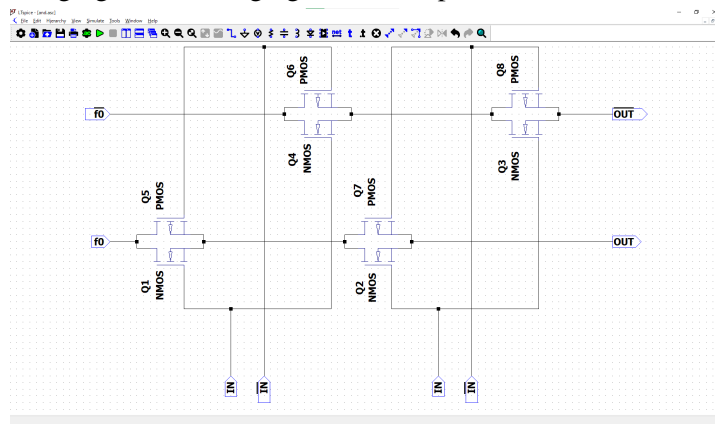 LTspice - [and.asc]
File Edit Hierarchy View Simulate Tools Window Help
Q6
PMOS
Q8
PMOS
f0
OUT
Q4
NMOS
Q3
NMOS
Q5
PMOS
Q7
PMOS
f0
OUT
Q1
NMOS
Q2
NMOS
IN
IN
IN
IN